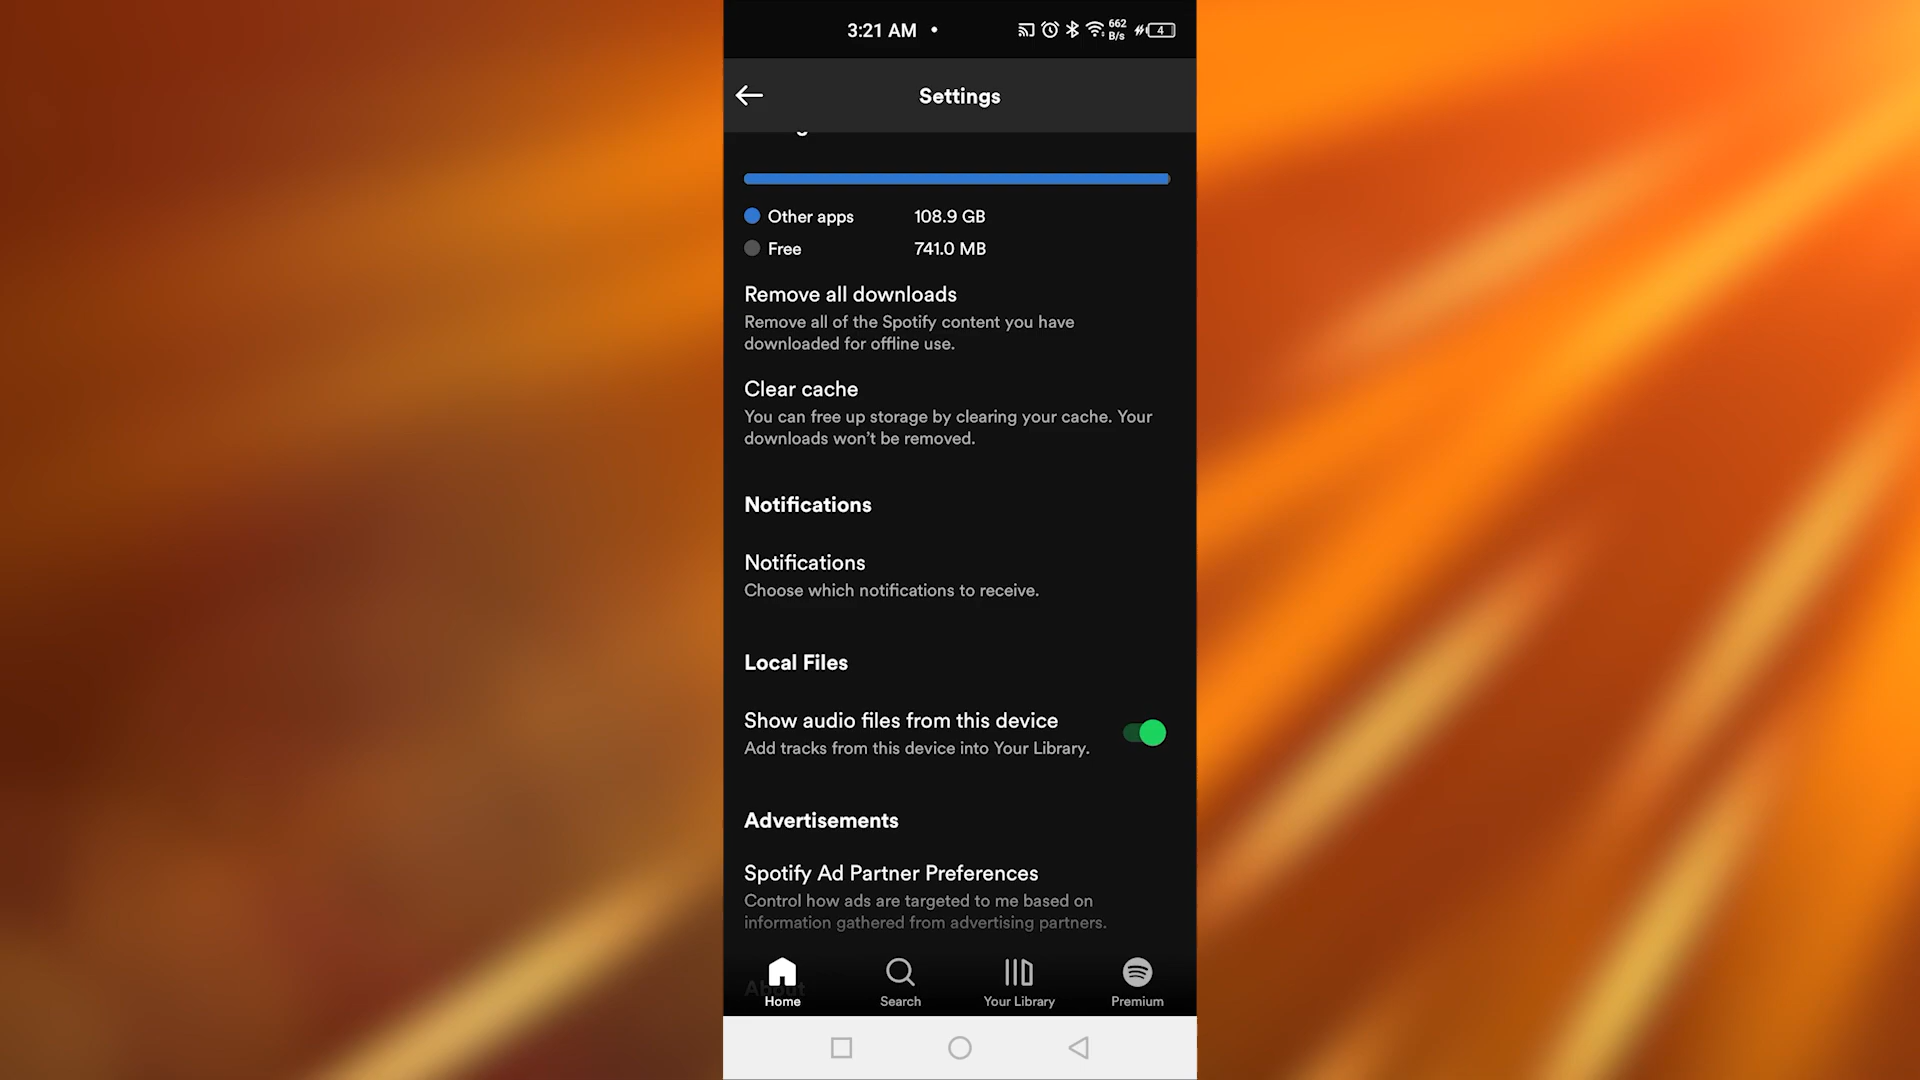 3:21 AM
662
B/s
4
Settings
Other apps 108.9 GB
Free 741.0 MB
Remove all downloads
Remove all of the Spotify content you have
downloaded for offline use.
Clear cache
You can free up storage by clearing your cache. Your
downloads won't be removed.
Notifications
Notifications
Choose which notifications to receive.
Local Files
Show audio files from this device
Add tracks from this device into Your Library.
Advertisements
Spotify Ad Partner Preferences
Control how ads are targeted to me based on
information gathered from advertising partners.
About
Home Search Your Library Premium